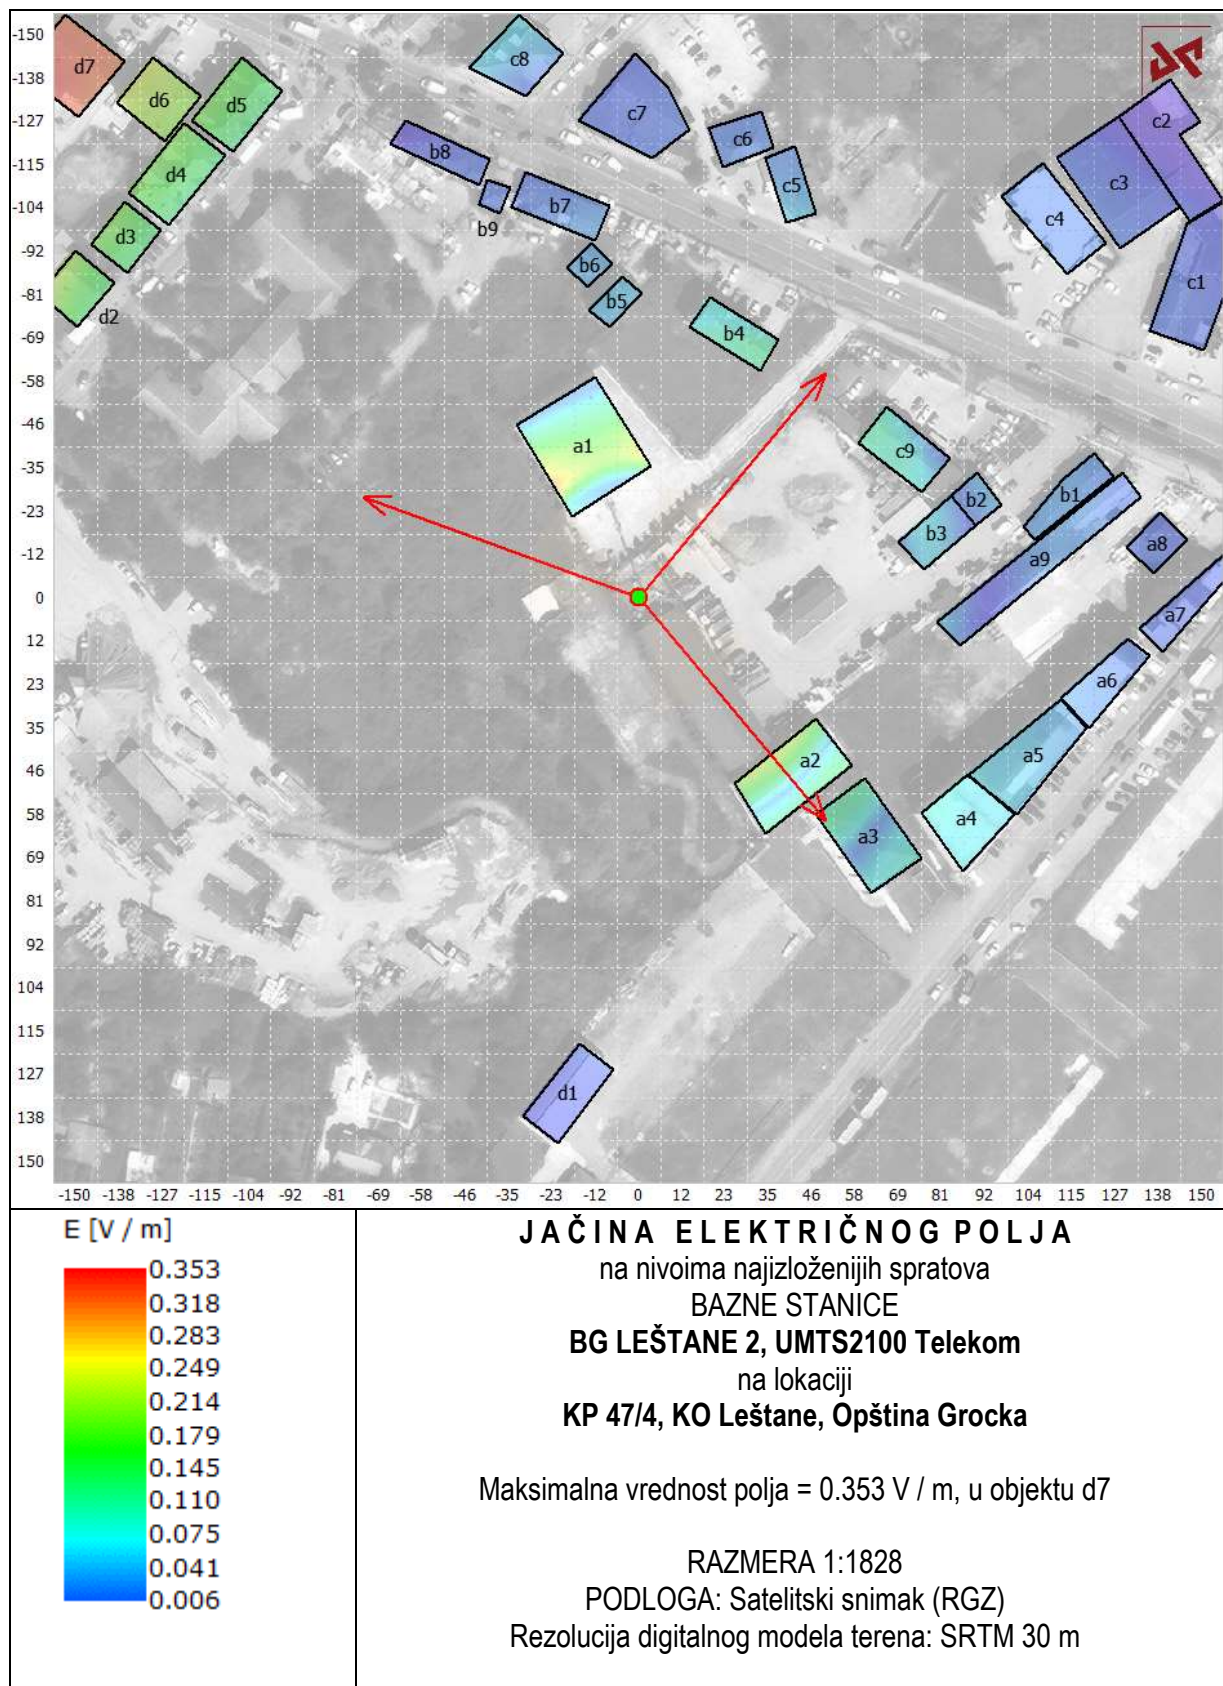 -150
-138
-127
-115
-104
-92
-81
-69
-58
-46
-35
-23
-12
0
12
23
35
46
58
69
81
92
104
115
127
138
150
d7
d6
d5
d4
d3
d2
c8
c7
c6
c5
c4
c3
c2
c1
b8
b9
b7
b6
b5
b4
a1
c9
b3
b2
b1
a9
a8
a7
a6
a5
a4
a2
a3
d1
-150 -138 -127 -115 -104 -92 -81 -69 -58 -46 -35 -23 -12 0 12 23 35 46 58 69 81 92 104 115 127 138 150
E [V / m]
0.353
0.318
0.283
0.249
0.214
0.179
0.145
0.110
0.075
0.041
0.006
JAČINA ELEKTRIČNOG POLJA
na nivoima najizloženijih spratova
BAZNE STANICE
BG LEŠTANE 2, UMTS2100 Telekom
na lokaciji
KP 47/4, KO Leštane, Opština Grocka
Maksimalna vrednost polja = 0.353 V / m, u objektu d7
RAZMERA 1:1828
PODLOGA: Satelitski snimak (RGZ)
Rezolucija digitalnog modela terena: SRTM 30 m